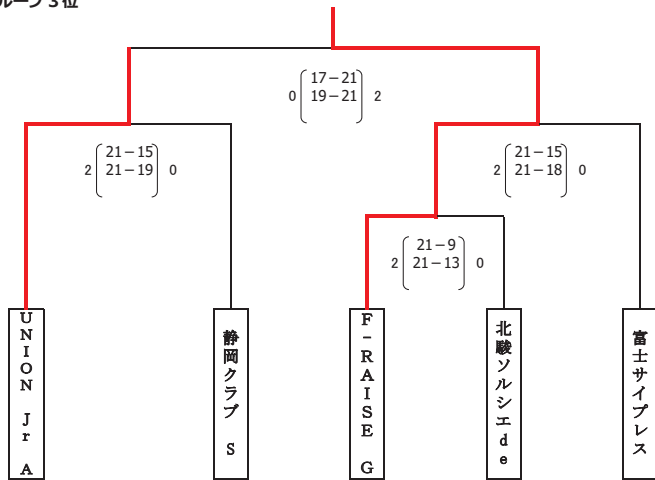 ループ３位
17－21
0 19－21 2
21－15
2 21－19 0
21－15
2 21－18 0
21－9
2 21－13 0
UNION Jr A
静岡クラブ S
F－RAISE G
北駿ソルシエde
富士サイプレス